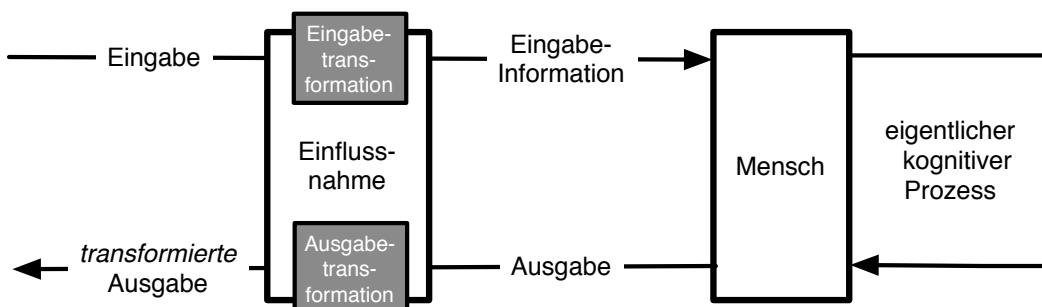 Eingabe
Eingabe-
trans-
formation
Eingabe-
Information
Einfluss-
nahme
Mensch
eigentlicher
kognitiver
Prozess
transformierte
Ausgabe
Ausgabe-
trans-
formation
Ausgabe